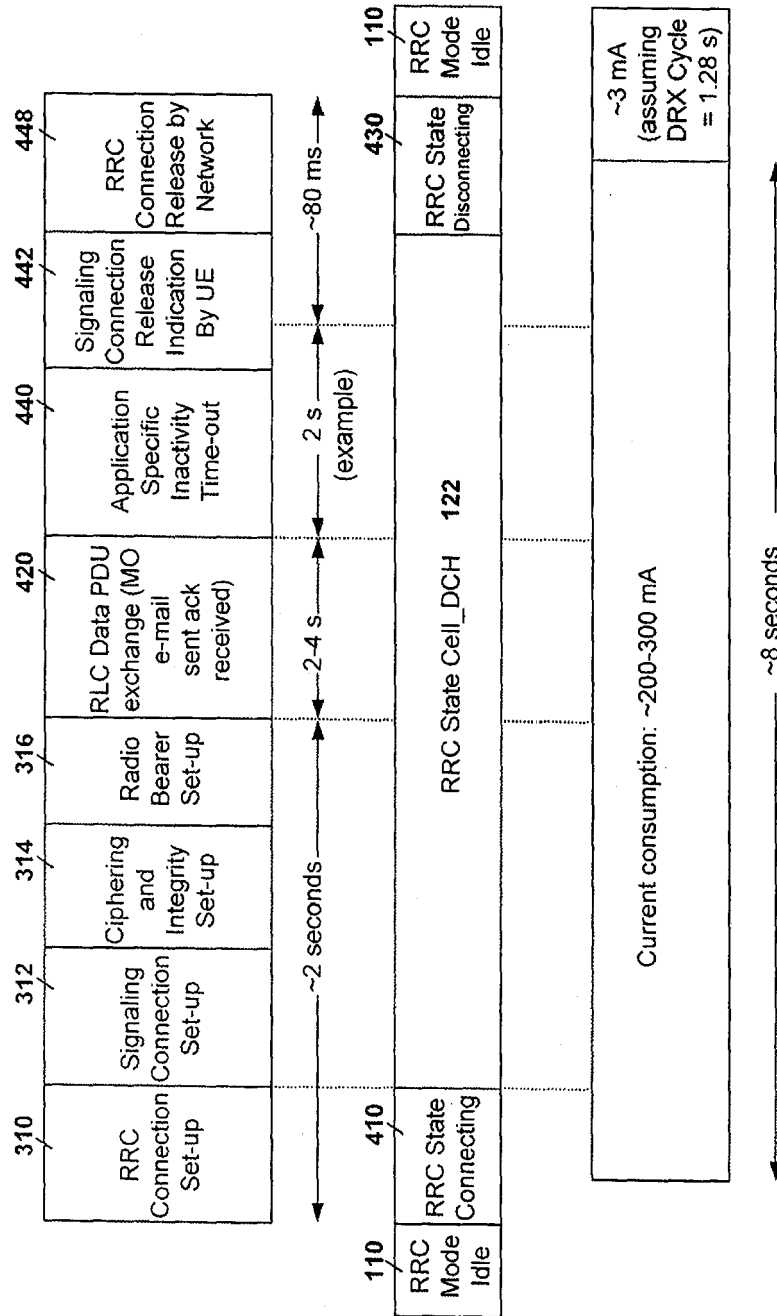 310
RRC
Connection
Set-up
312
Signaling
Connection
Set-up
314
Ciphering
and
Integrity
Set-up
316
Radio
Bearer
Set-up
420
RLC Data PDU
exchange (MO
e-mail
sent ack
received)
440
Application
Specific
Inactivity
Time-out
442
Signaling
Connection
Release
Indication
By UE
448
RRC
Connection
Release by
Network
~2 seconds
2-4 s
2 s
(example)
~80 ms
110
RRC
Mode
Idle
410
RRC State
Connecting
RRC State Cell_DCH 122
430
RRC State
Disconnecting
110
RRC
Mode
Idle
Current consumption: ~200-300 mA
~3 mA
(assuming
DRX Cycle
= 1.28 s)
~8 seconds